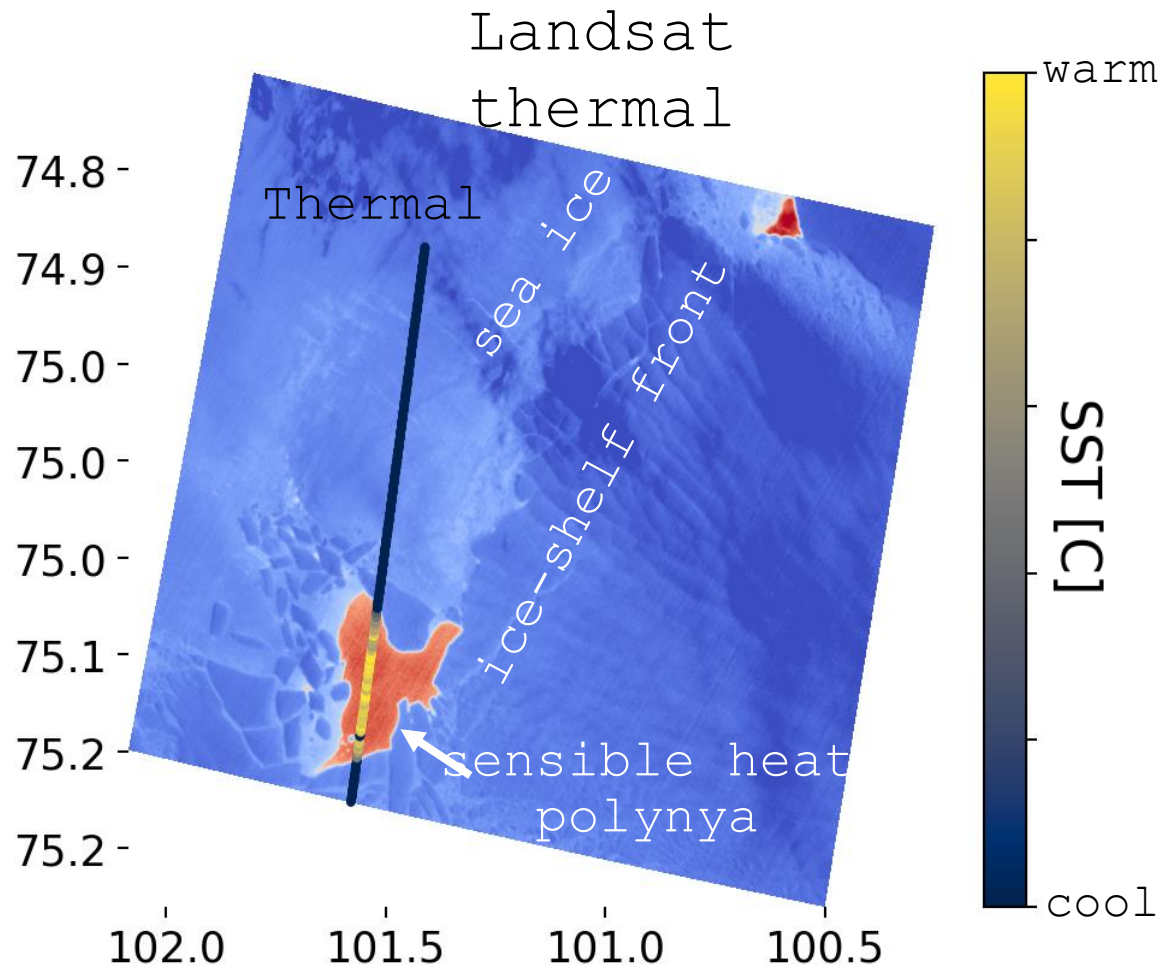 Landsat
thermal
warm
74.8
Thermal
sea ice
74.9
ice-shelf front
75.0
75.0
SST [C]
75.0
75.1
75.2
sensible heat
polynya
75.2
cool
102.0
101.5
101.0
100.5